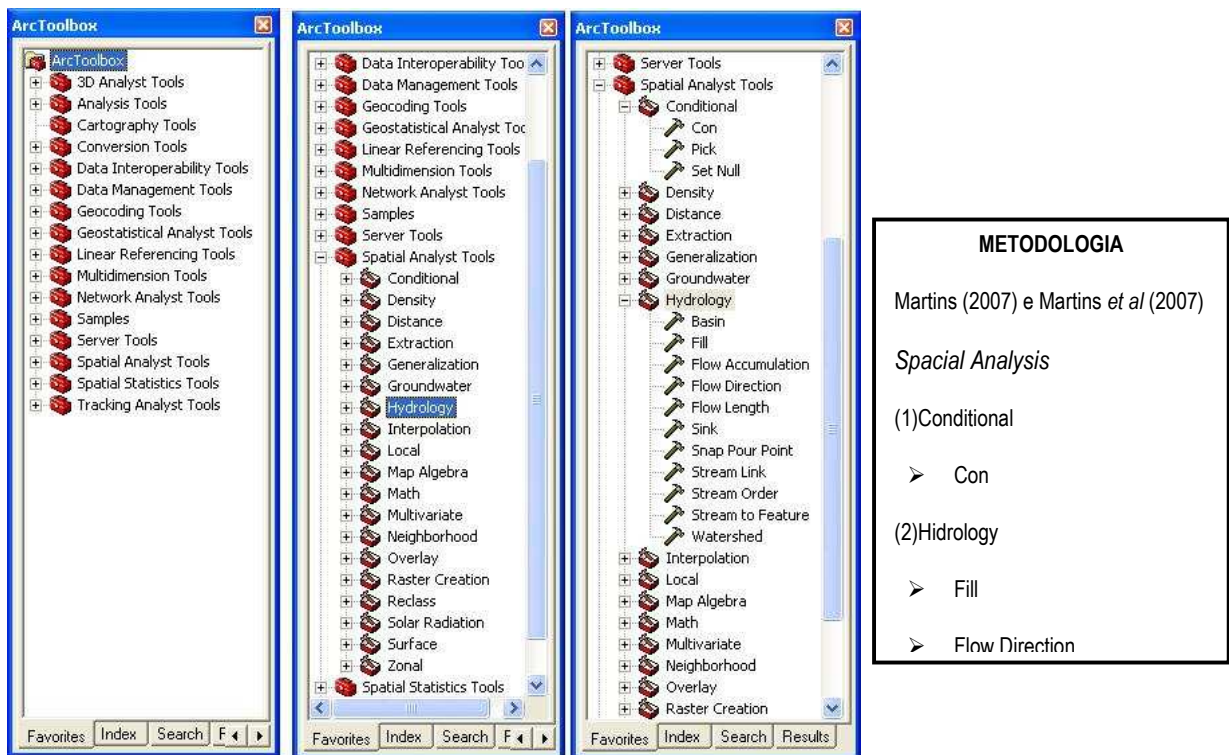 ArcToolbox
ArcToolbox
3D Analyst Tools
Analysis Tools
Cartography Tools
Conversion Tools
Data Interoperability Tools
Data Management Tools
Geocoding Tools
Geostatistical Analyst Tools
Linear Referencing Tools
Multidimension Tools
Network Analyst Tools
Samples
Server Tools
Spatial Analyst Tools
Spatial Statistics Tools
Tracking Analyst Tools
Favorites Index Search F
ArcToolbox
Data Interoperability Too
Data Management Tools
Geocoding Tools
Geostatistical Analyst Too
Linear Referencing Tools
Multidimension Tools
Network Analyst Tools
Samples
Server Tools
Spatial Analyst Tools
Conditional
Density
Distance
Extraction
Generalization
Groundwater
Hydrology
Interpolation
Local
Map Algebra
Math
Multivariate
Neighborhood
Overlay
Raster Creation
Reclass
Solar Radiation
Surface
Zonal
Spatial Statistics Tools
Favorites Index Search F
ArcToolbox
Server Tools
Spatial Analyst Tools
Conditional
Con
Pick
Set Null
Density
Distance
Extraction
Generalization
Groundwater
Hydrology
Basin
Fill
Flow Accumulation
Flow Direction
Flow Length
Sink
Snap Pour Point
Stream Link
Stream Order
Stream to Feature
Watershed
Interpolation
Local
Map Algebra
Math
Multivariate
Neighborhood
Overlay
Raster Creation
Favorites Index Search Results
METODOLOGIA
Martins (2007) e Martins et al (2007)
Spacial Analysis
(1)Conditional
➢ Con
(2)Hidrology
➢ Fill
➢ Flow Direction